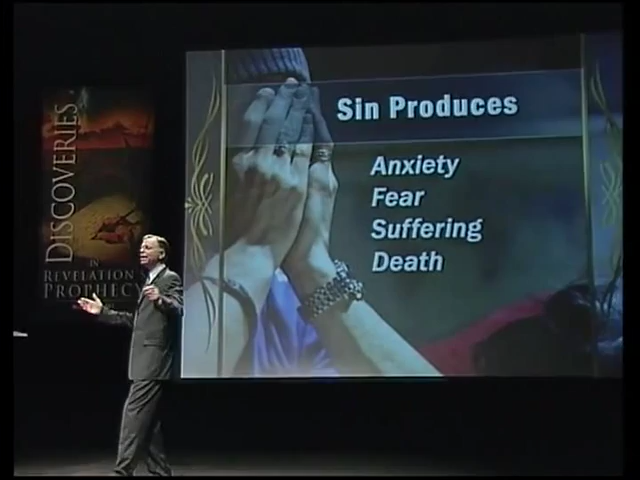 DISCOVERIES
IN
REVELATION
PROPHECY
Sin Produces
Anxiety
Fear
Suffering
Death